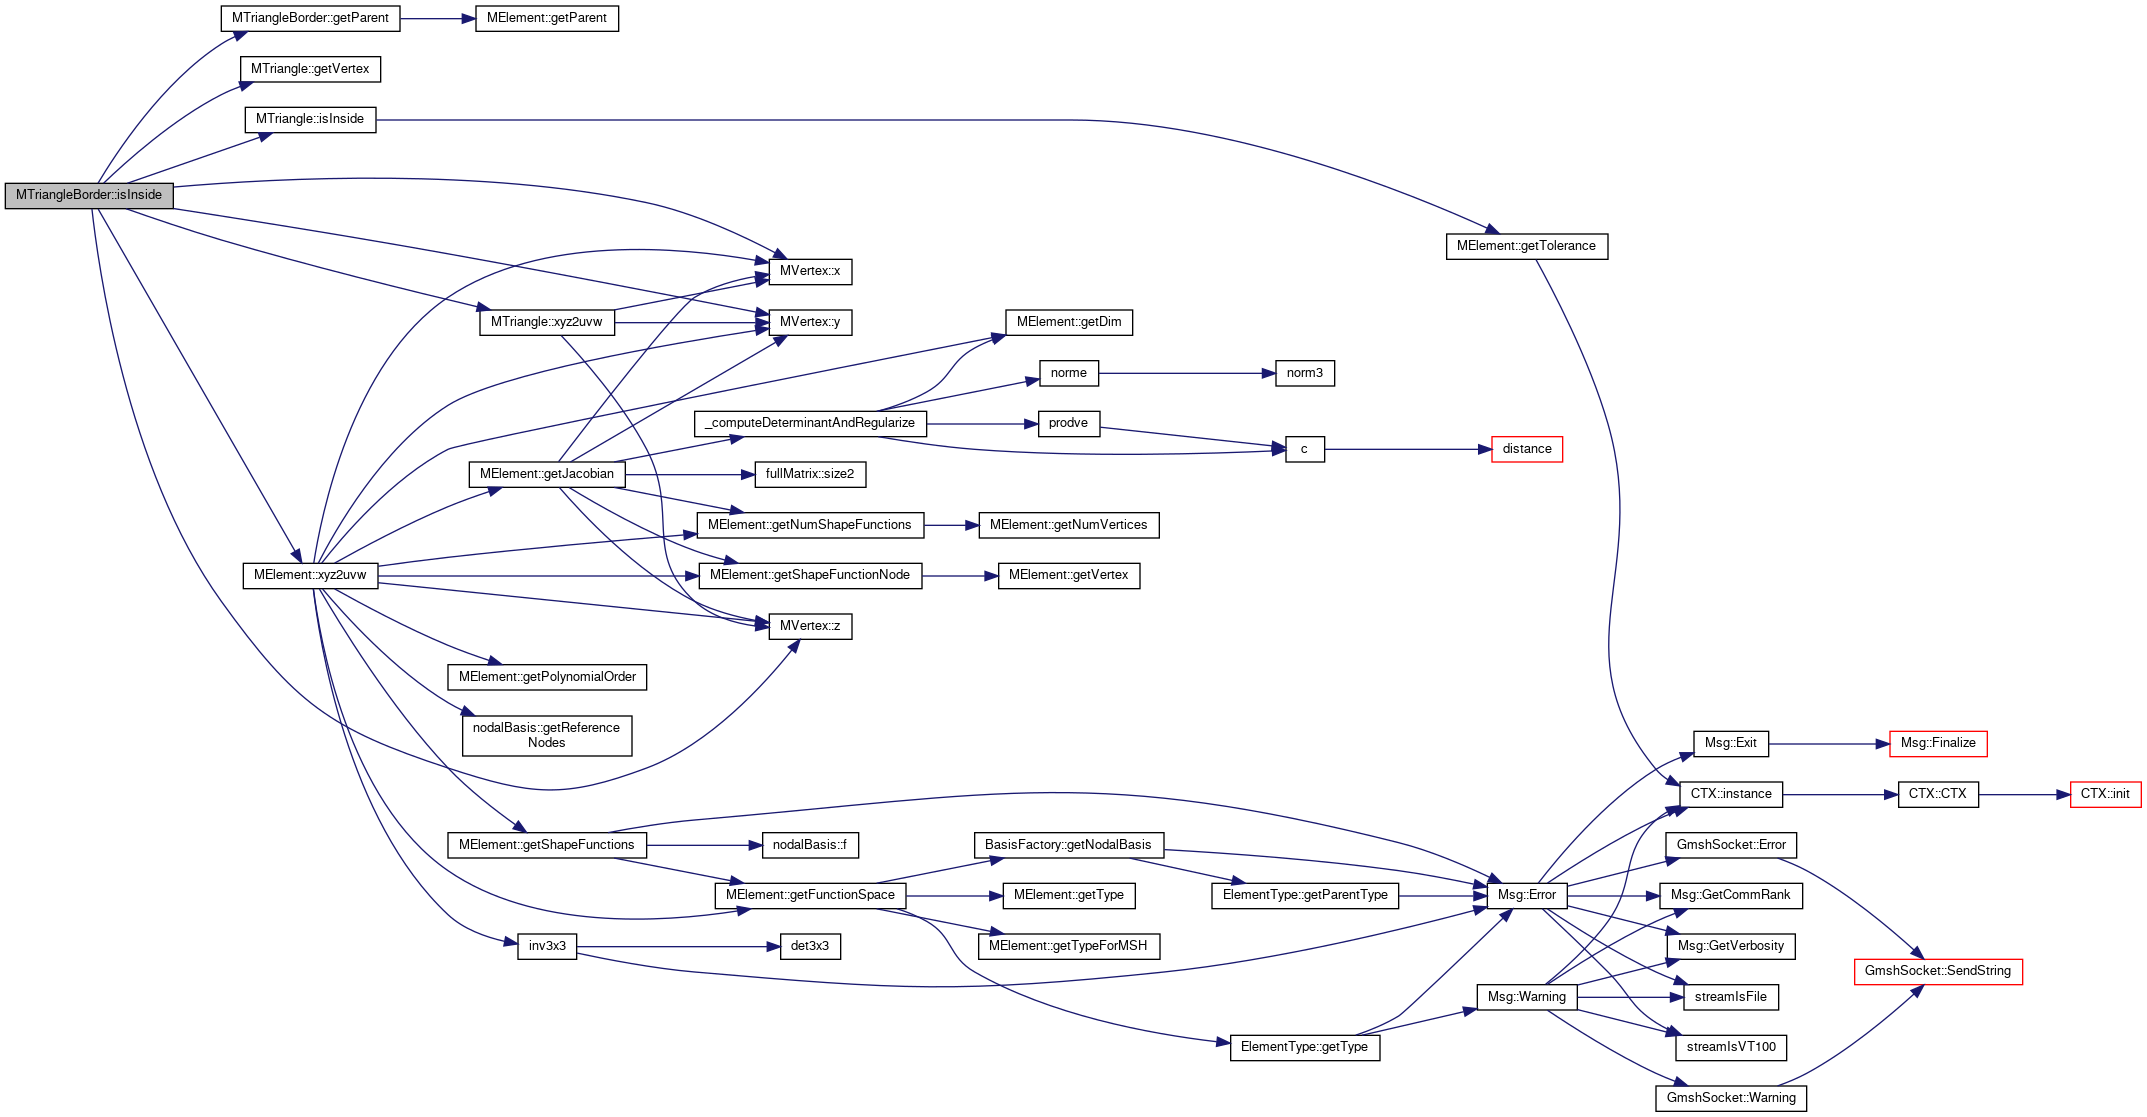 MTriangleBorder::getParent
MElement::getParent
MTriangle::getVertex
MTriangle::isInside
MTriangleBorder::isInside
MElement::getTolerance
MVertex::x
MTriangle::xyz2uvw
MVertex::y
MElement::getDim
norme
norm3
_computeDeterminantAndRegularize
prodve
c
distance
MElement::getJacobian
fullMatrix::size2
MElement::getNumShapeFunctions
MElement::getNumVertices
MElement::xyz2uvw
MElement::getShapeFunctionNode
MElement::getVertex
MVertex::z
MElement::getPolynomialOrder
nodalBasis::getReference
Nodes
Msg::Exit
Msg::Finalize
CTX::instance
CTX::CTX
CTX::init
MElement::getShapeFunctions
nodalBasis::f
BasisFactory::getNodalBasis
GmshSocket::Error
MElement::getFunctionSpace
MElement::getType
ElementType::getParentType
Msg::Error
Msg::GetCommRank
inv3x3
det3x3
MElement::getTypeForMSH
Msg::GetVerbosity
GmshSocket::SendString
Msg::Warning
streamIsFile
ElementType::getType
streamIsVT100
GmshSocket::Warning